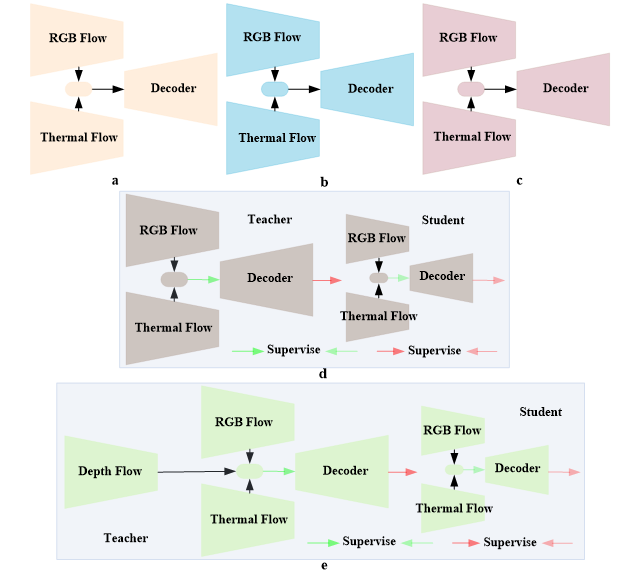 RGB Flow
Decoder
Thermal Flow
a
RGB Flow
Decoder
Thermal Flow
b
RGB Flow
Decoder
Thermal Flow
c
Teacher
Student
RGB Flow
Decoder
Thermal Flow
RGB Flow
Decoder
Thermal Flow
Supervise
Supervise
d
Student
RGB Flow
Depth Flow
Decoder
Thermal Flow
RGB Flow
Decoder
Thermal Flow
Teacher
Supervise
Supervise
e